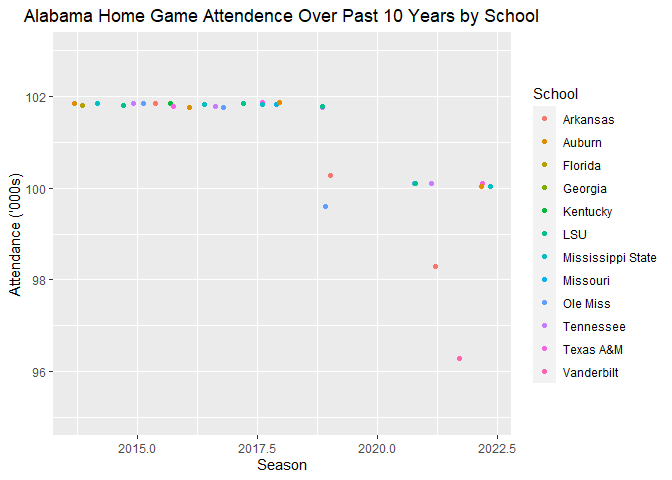 Alabama Home Game Attendence Over Past 10 Years by School
Attendance ('000s)
102
100
98
96
2015.0
2017.5
2020.0
2022.5
Season
School
Arkansas
Auburn
Florida
Georgia
Kentucky
LSU
Mississippi State
Missouri
Ole Miss
Tennessee
Texas A&M
Vanderbilt